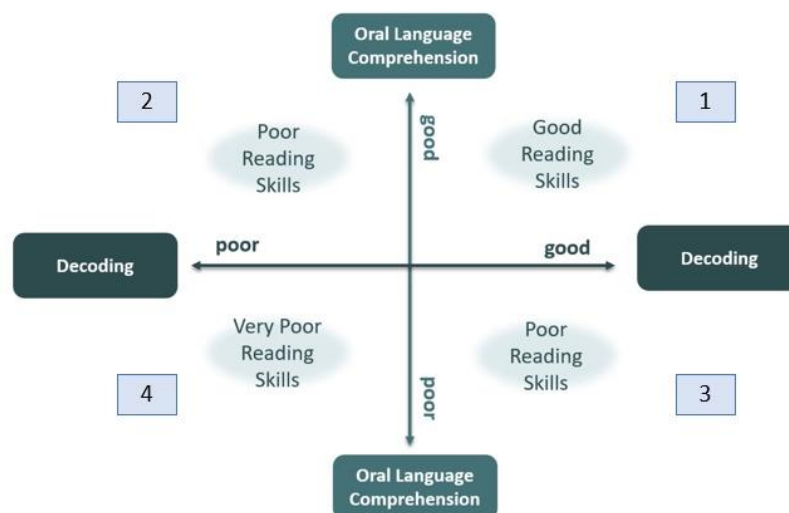 Oral Language
Comprehension
2
1
Poor
Reading
Skills
good
Good
Reading
Skills
Decoding
poor
good
Decoding
Very Poor
Reading
Skills
poor
Poor
Reading
Skills
4
3
Oral Language
Comprehension